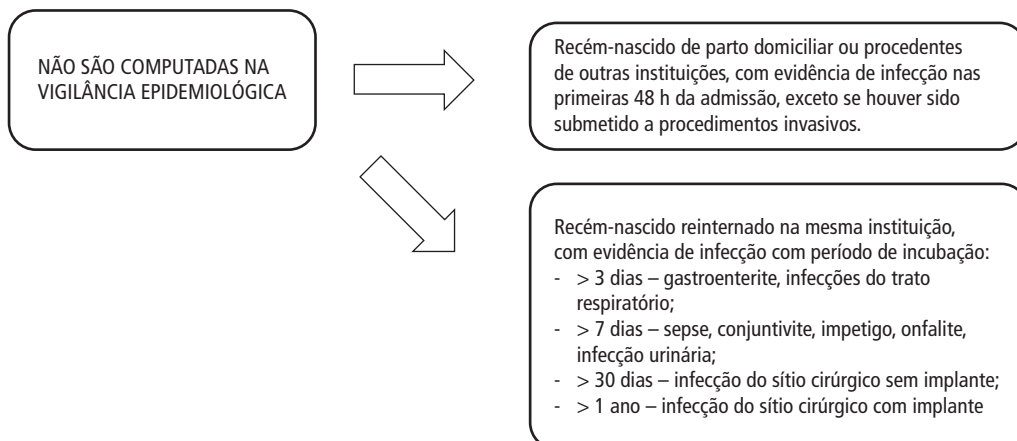 NÃO SÃO COMPUTADAS NA
VIGILÂNCIA EPIDEMIOLÓGICA
Recém-nascido de parto domiciliar ou procedentes
de outras instituições, com evidência de infecção nas
primeiras 48 h da admissão, exceto se houver sido
submetido a procedimentos invasivos.
Recém-nascido reinternado na mesma instituição,
com evidência de infecção com período de incubação:
- > 3 dias – gastroenterite, infecções do trato
respiratório;
- > 7 dias – sepse, conjuntivite, impetigo, onfalite,
infecção urinária;
- > 30 dias – infecção do sítio cirúrgico sem implante;
- > 1 ano – infecção do sítio cirúrgico com implante